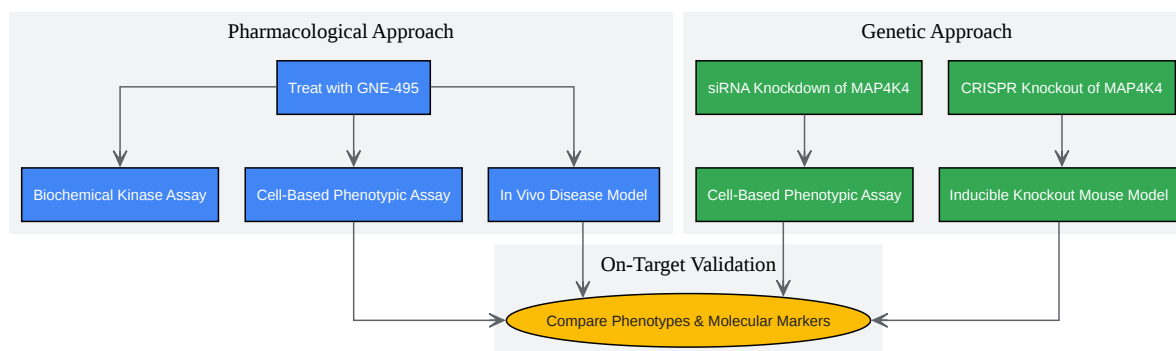 Pharmacological Approach
Genetic Approach
Treat with GNE-495
siRNA Knockdown of MAP4K4
CRISPR Knockout of MAP4K4
Biochemical Kinase Assay
Cell-Based Phenotypic Assay
In Vivo Disease Model
Cell-Based Phenotypic Assay
Inducible Knockout Mouse Model
On-Target Validation
Compare Phenotypes & Molecular Markers